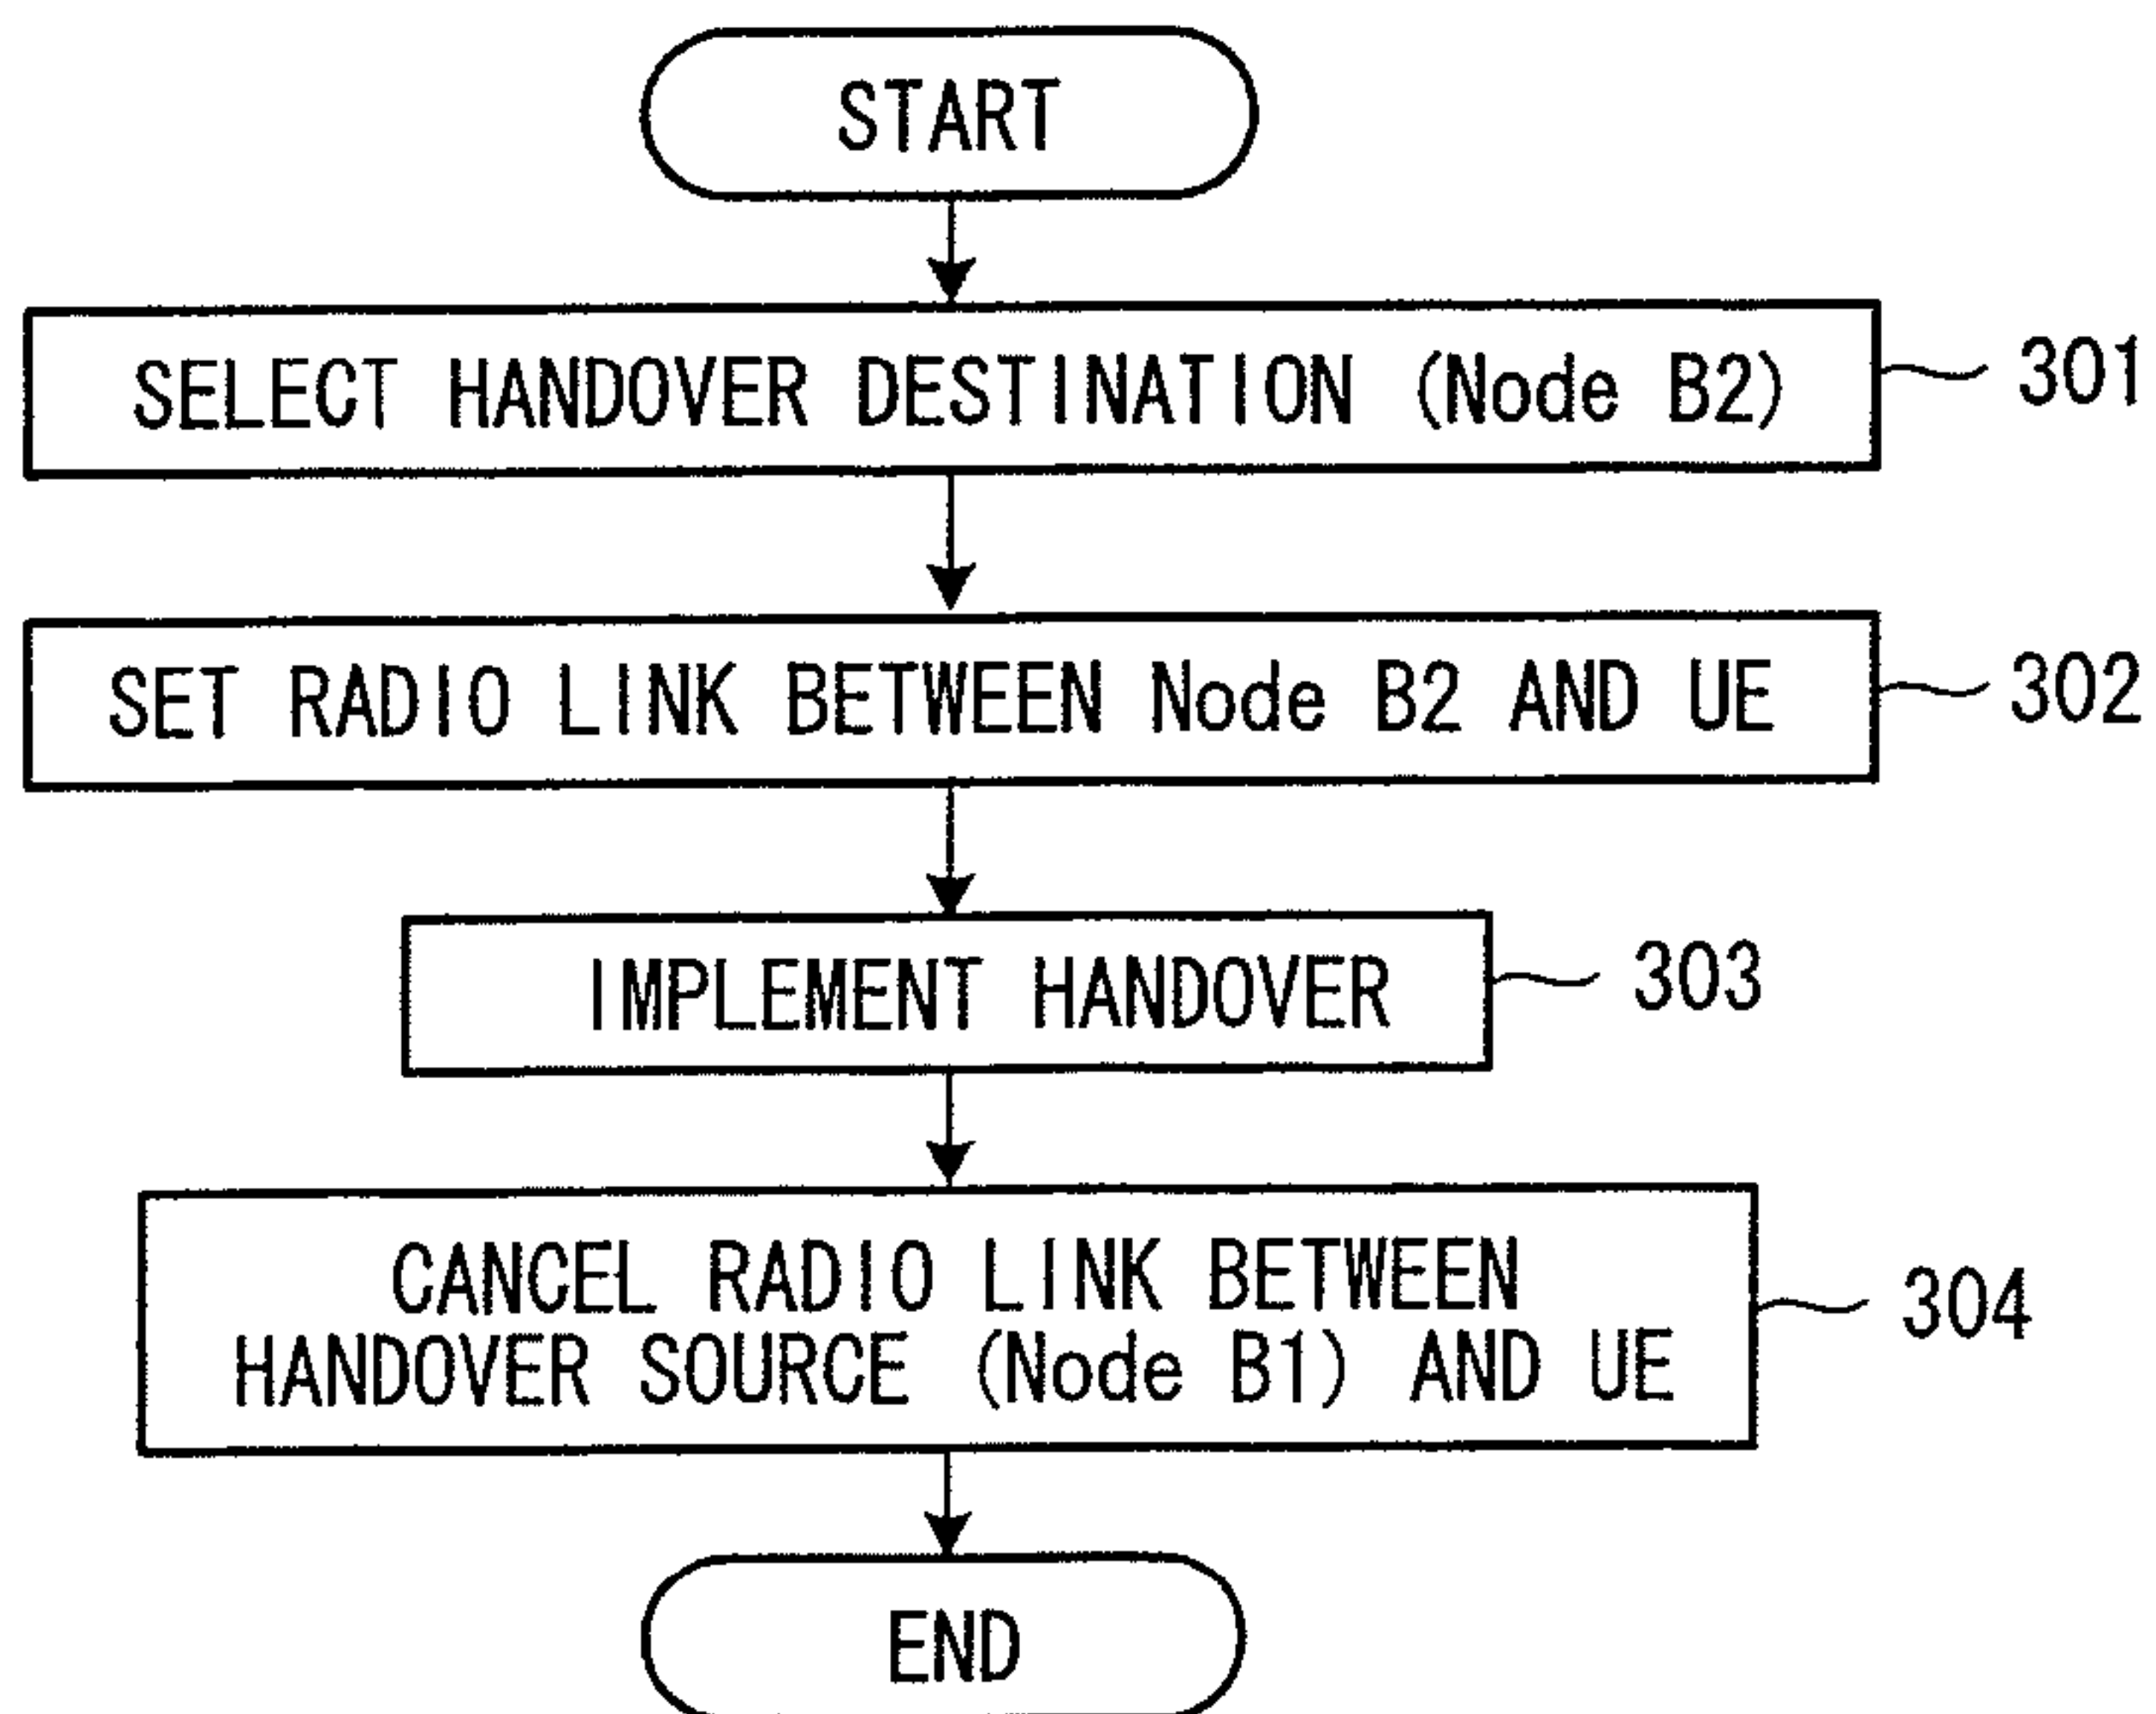 START
SELECT HANDOVER DESTINATION (Node B2)
301
SET RADIO LINK BETWEEN Node B2 AND UE
302
IMPLEMENT HANDOVER
303
CANCEL RADIO LINK BETWEEN
HANDOVER SOURCE (Node B1) AND UE
304
END